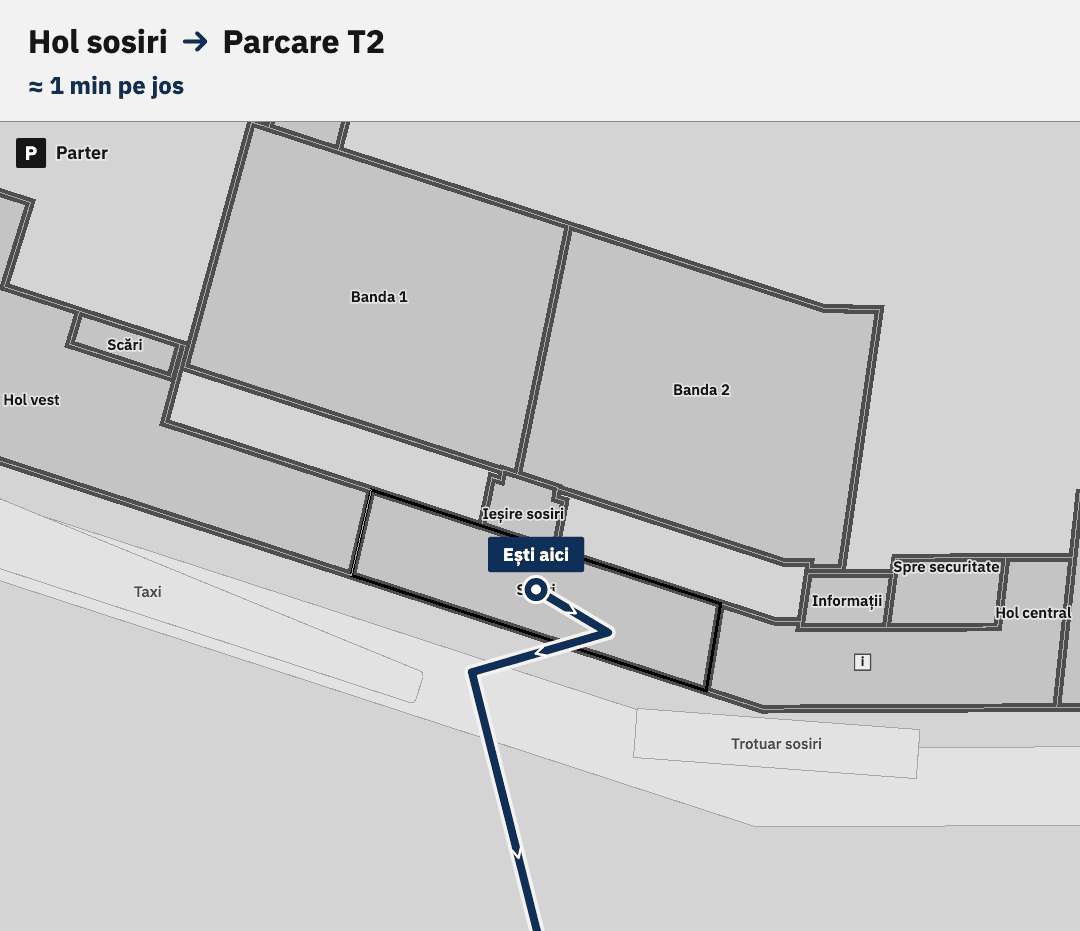 Hol sosiri → Parcare T2
≈ 1 min pe jos
P Parter
Banda 1
Scări
Banda 2
Hol vest
Ieșire sosiri
Ești aici
Spre securitate
Taxi
Informații
Hol central
i
Trotuar sosiri